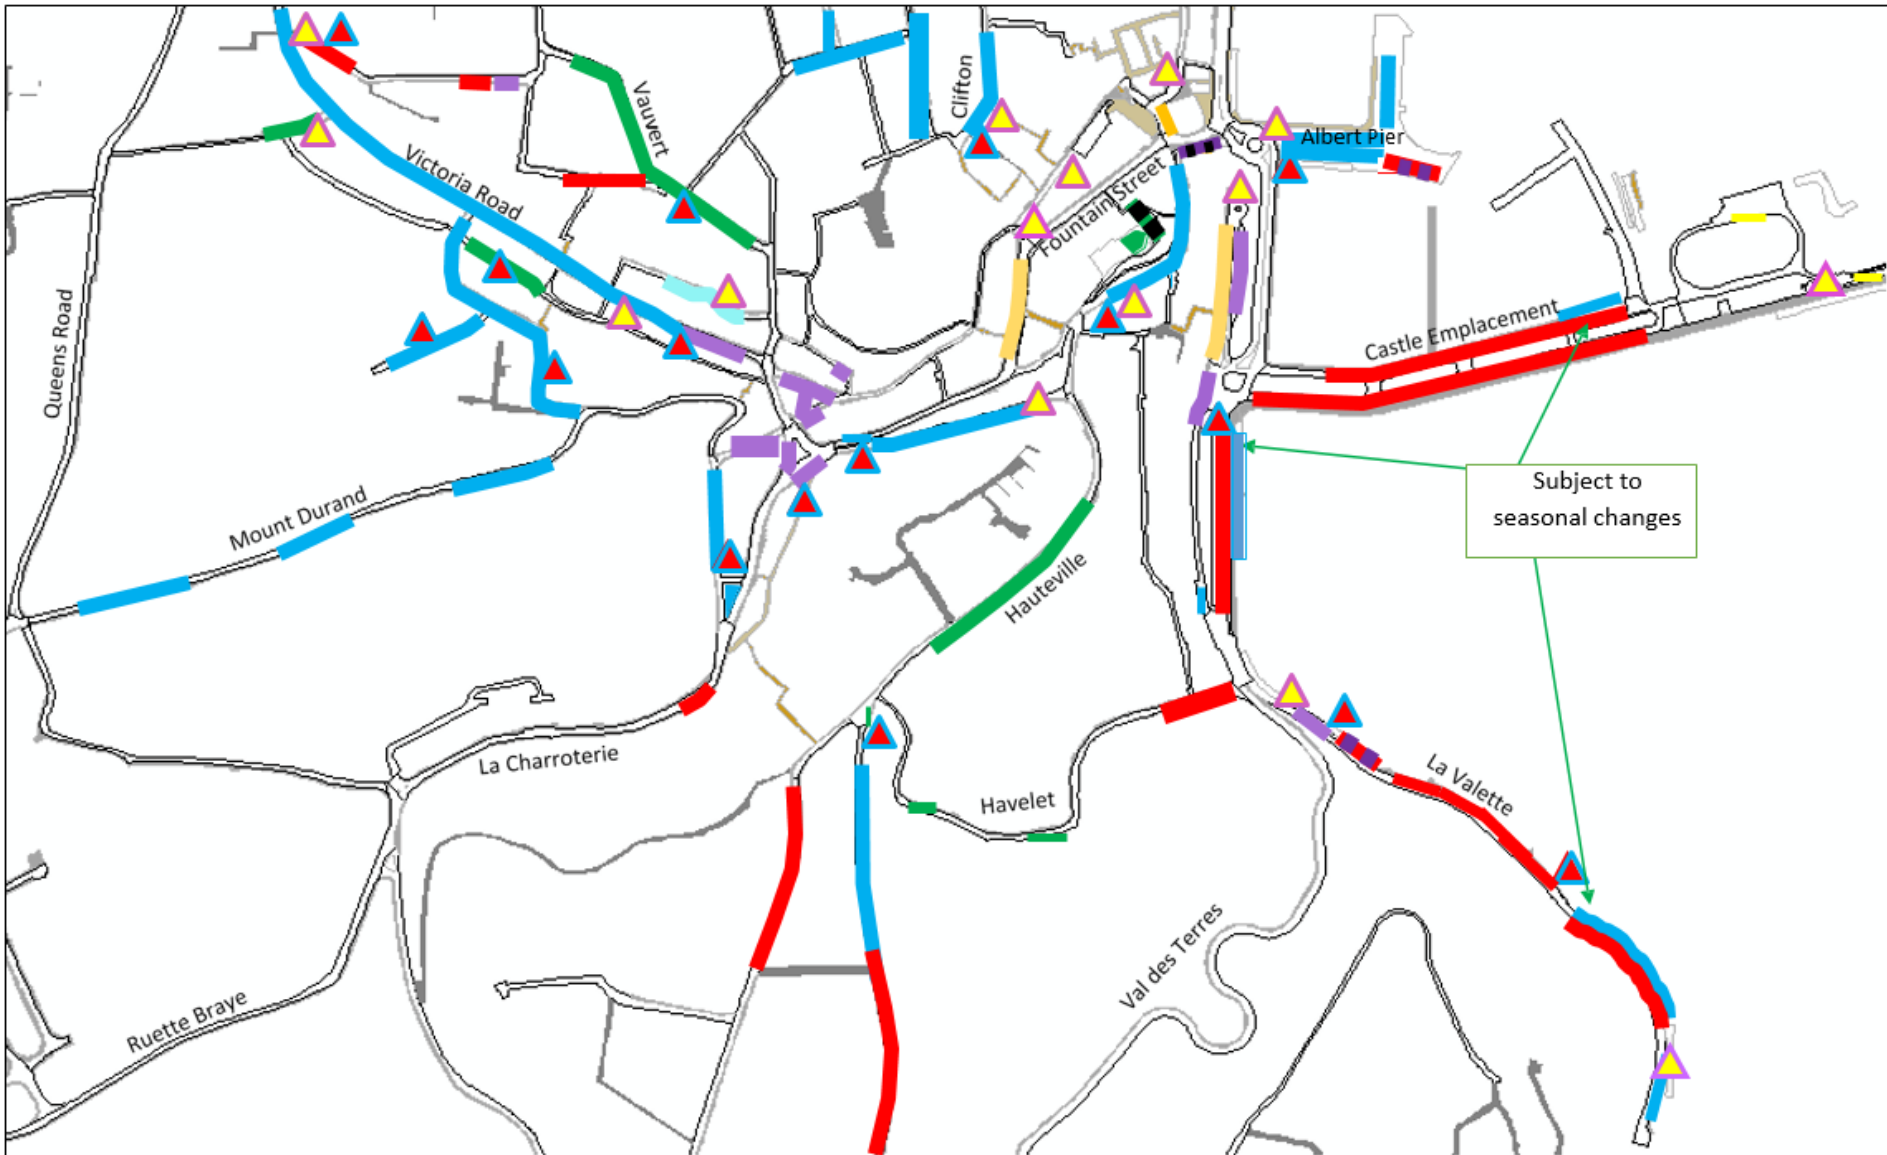 Clifton
Vauvert
Albert Pier
Victoria Road
Fountain Street
Queens Road
Castle Emplacement
Subject to
seasonal changes
Mount Durand
Hauteville
La Charroterie
Havelet
La Valette
Val des Terres
Ruette Braye